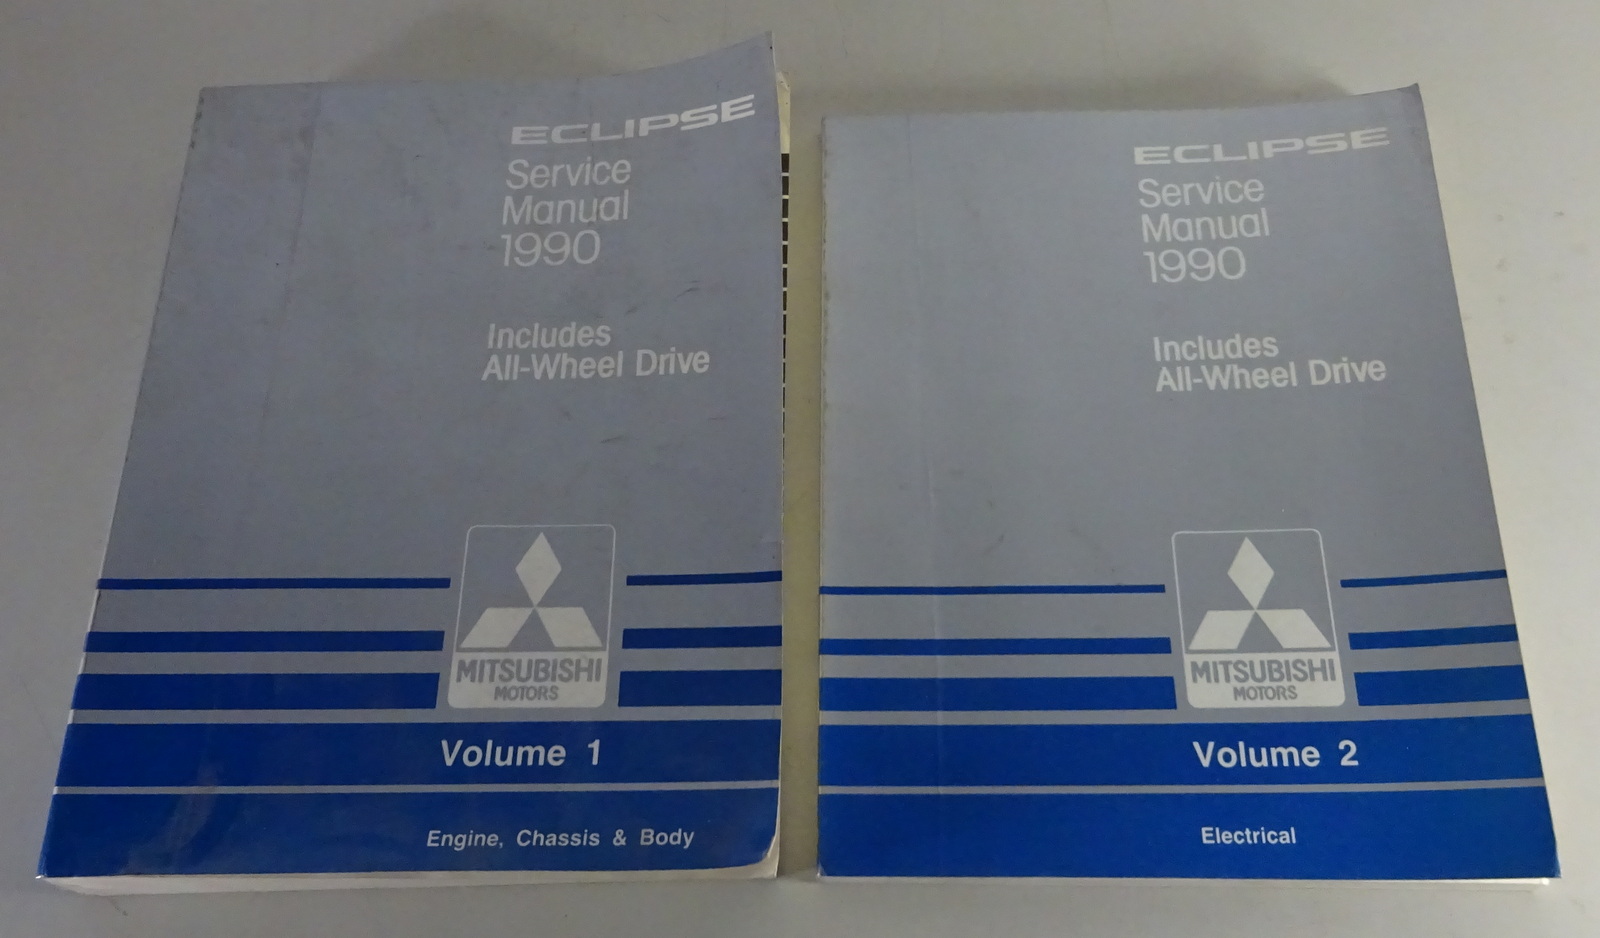 ECLIPSE
Service
Manual
1990
Includes
All-Wheel Drive
MITSUBISHI
MOTORS
Volume 1
Engine, Chassis & Body
ECLIPSE
Service
Manual
1990
Includes
All-Wheel Drive
MITSUBISHI
MOTORS
Volume 2
Electrical